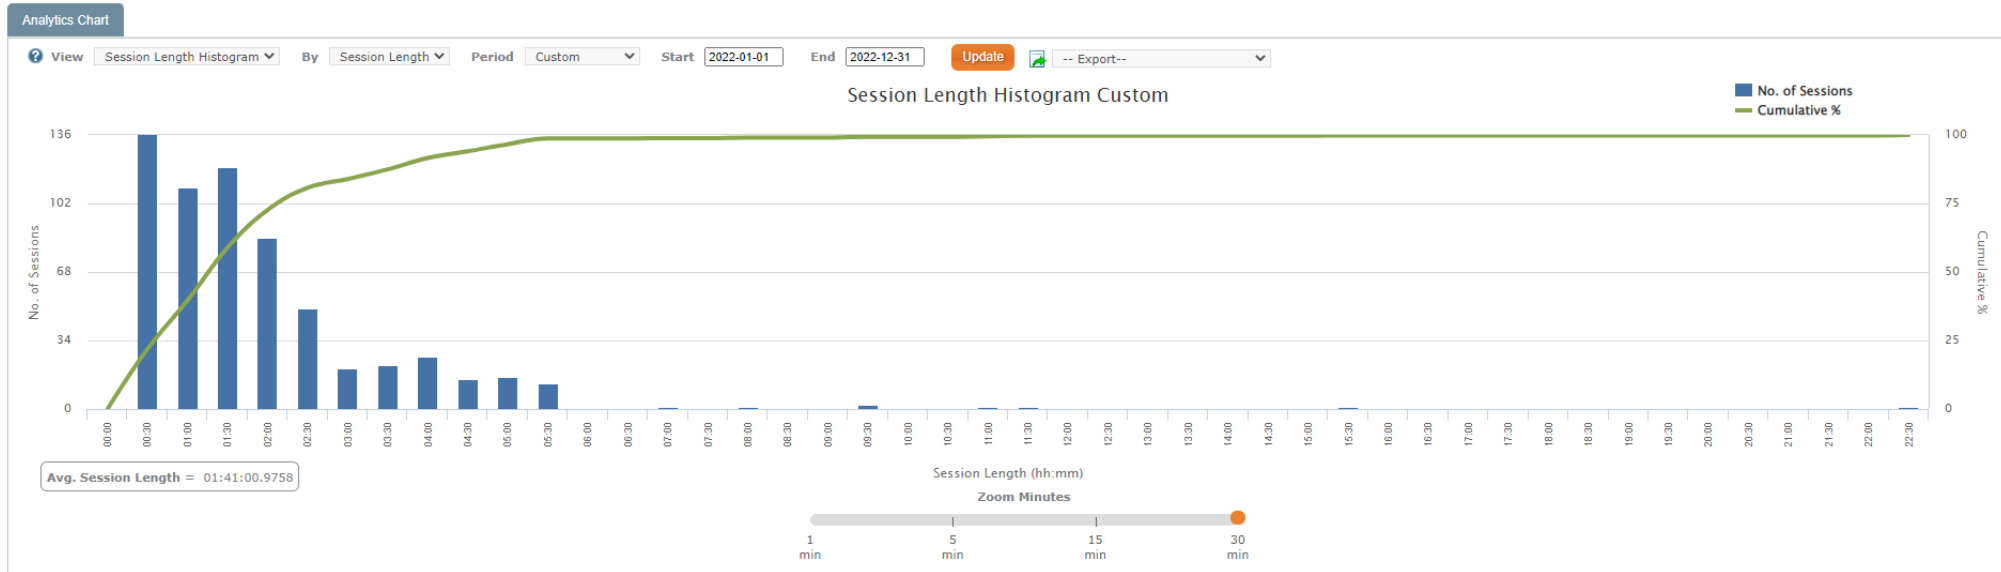 Analytics Chart
View Session Length Histogram By Session Length Period Custom Start 2022-01-01 End 2022-12-31 Update -- Export--
Session Length Histogram Custom
No. of Sessions
Cumulative %
136
102
68
34
0
No. of Sessions
100
75
50
25
0
Cumulative %
00:00 00:30 01:00 01:30 02:00 02:30 03:00 03:30 04:00 04:30 05:00 05:30 06:00 06:30 07:00 07:30 08:00 08:30 09:00 09:30 10:00 10:30 11:00 11:30 12:00 12:30 13:00 13:30 14:00 14:30 15:00 15:30 16:00 16:30 17:00 17:30 18:00 18:30 19:00 19:30 20:00 20:30 21:00 21:30 22:00 22:30
Session Length (hh:mm)
Avg. Session Length = 01:41:00.9758
Zoom Minutes
1 5 15 30
min min min min